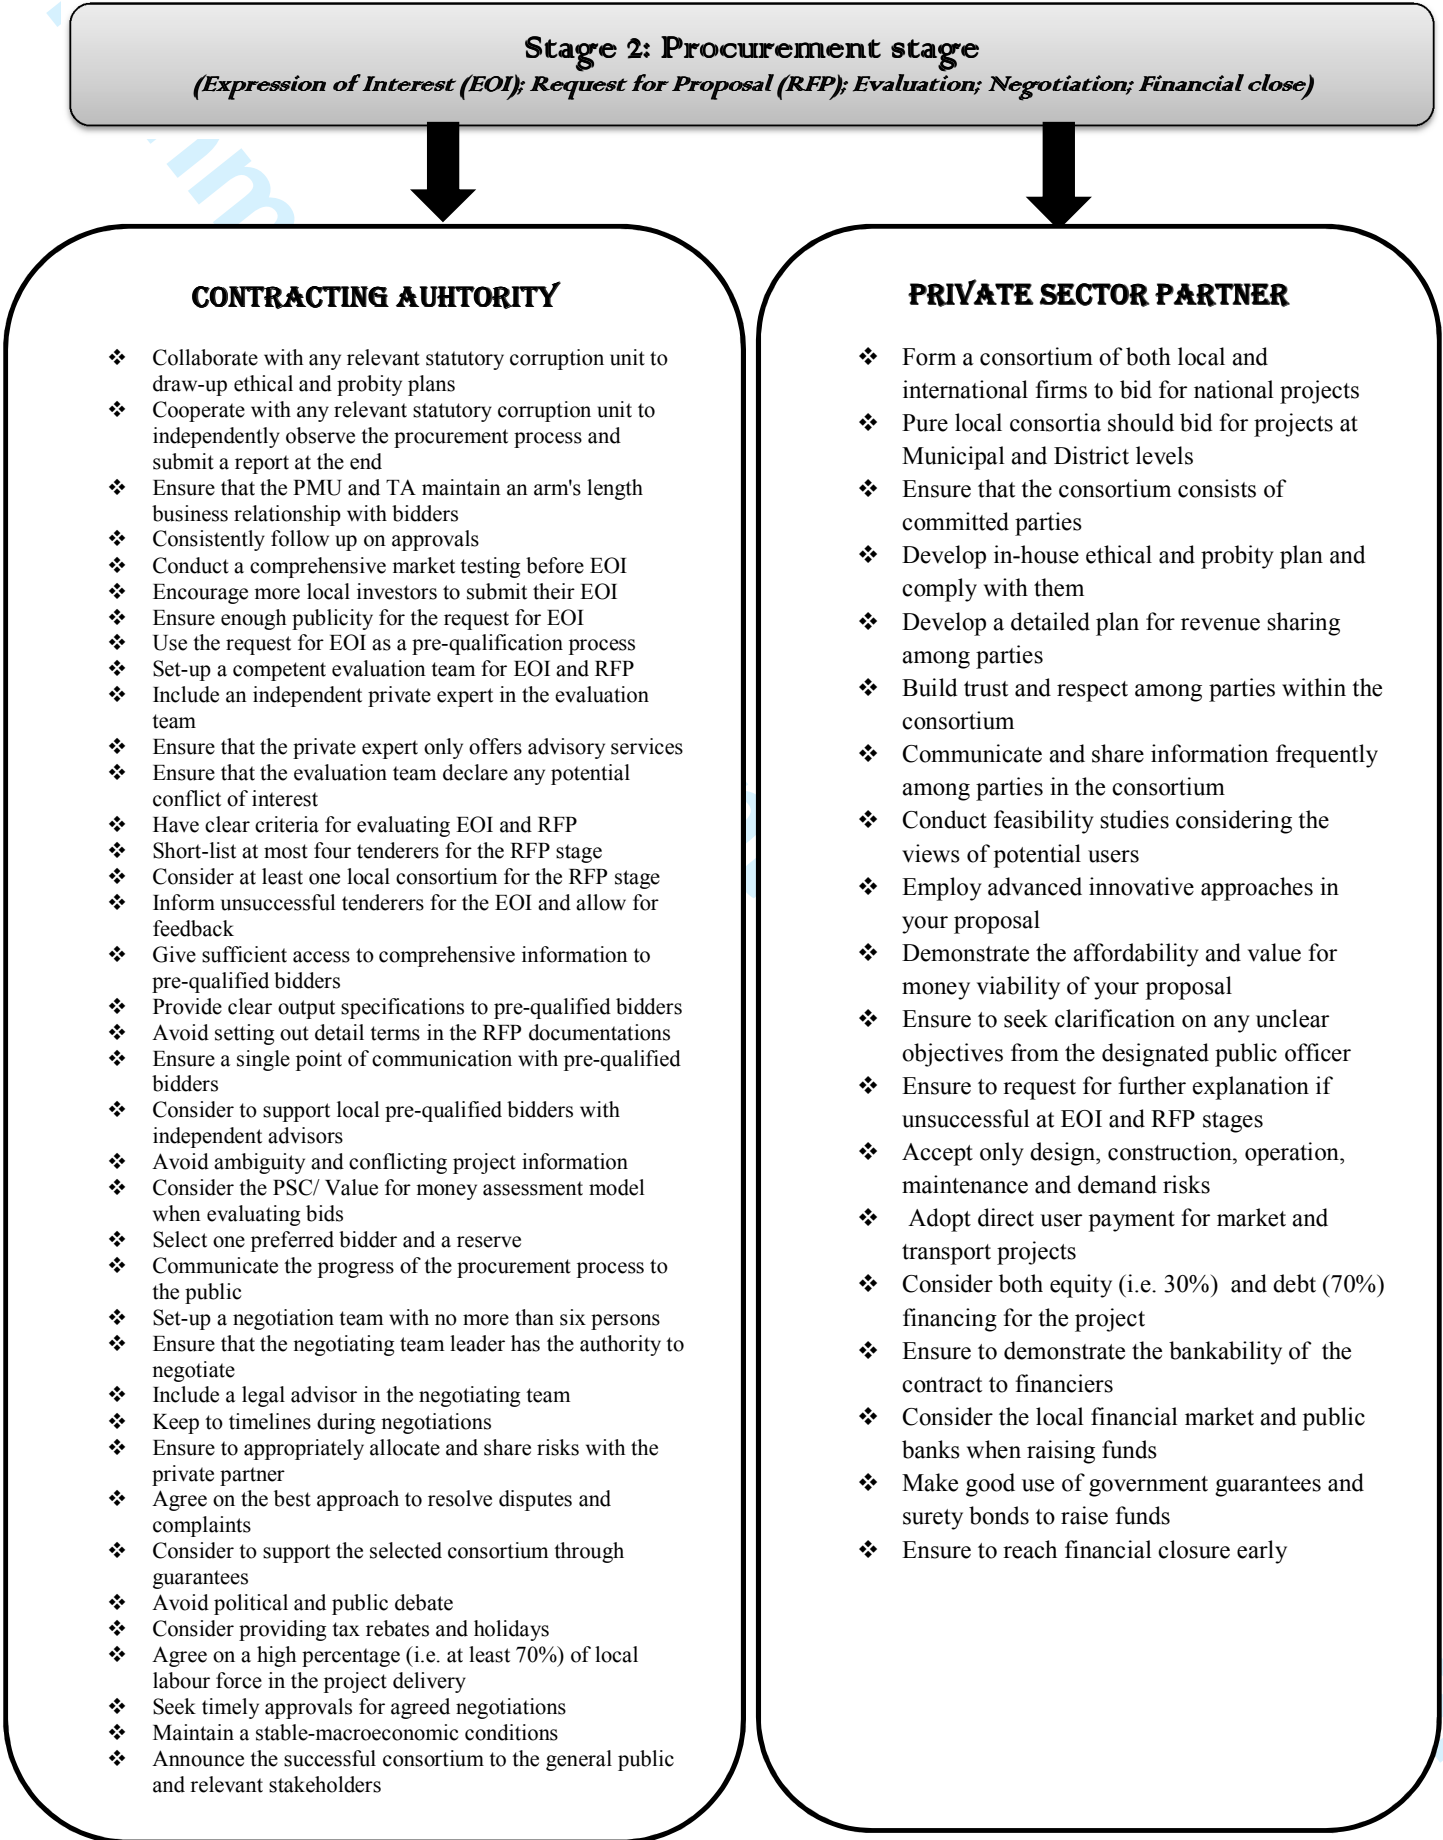 Stage 2: Procurement stage
(Expression of Interest (EOI); Request for Proposal (RFP); Evaluation; Negotiation; Financial close)
CONTRACTING AUHTORITY
❖ Collaborate with any relevant statutory corruption unit to
draw-up ethical and probity plans
❖ Cooperate with any relevant statutory corruption unit to
independently observe the procurement process and
submit a report at the end
❖ Ensure that the PMU and TA maintain an arm's length
business relationship with bidders
❖ Consistently follow up on approvals
❖ Conduct a comprehensive market testing before EOI
❖ Encourage more local investors to submit their EOI
❖ Ensure enough publicity for the request for EOI
❖ Use the request for EOI as a pre-qualification process
❖ Set-up a competent evaluation team for EOI and RFP
❖ Include an independent private expert in the evaluation
team
❖ Ensure that the private expert only offers advisory services
❖ Ensure that the evaluation team declare any potential
conflict of interest
❖ Have clear criteria for evaluating EOI and RFP
❖ Short-list at most four tenderers for the RFP stage
❖ Consider at least one local consortium for the RFP stage
❖ Inform unsuccessful tenderers for the EOI and allow for
feedback
❖ Give sufficient access to comprehensive information to
pre-qualified bidders
❖ Provide clear output specifications to pre-qualified bidders
❖ Avoid setting out detail terms in the RFP documentations
❖ Ensure a single point of communication with pre-qualified
bidders
❖ Consider to support local pre-qualified bidders with
independent advisors
❖ Avoid ambiguity and conflicting project information
❖ Consider the PSC/ Value for money assessment model
when evaluating bids
❖ Select one preferred bidder and a reserve
❖ Communicate the progress of the procurement process to
the public
❖ Set-up a negotiation team with no more than six persons
❖ Ensure that the negotiating team leader has the authority to
negotiate
❖ Include a legal advisor in the negotiating team
❖ Keep to timelines during negotiations
❖ Ensure to appropriately allocate and share risks with the
private partner
❖ Agree on the best approach to resolve disputes and
complaints
❖ Consider to support the selected consortium through
guarantees
❖ Avoid political and public debate
❖ Consider providing tax rebates and holidays
❖ Agree on a high percentage (i.e. at least 70%) of local
labour force in the project delivery
❖ Seek timely approvals for agreed negotiations
❖ Maintain a stable-macroeconomic conditions
❖ Announce the successful consortium to the general public
and relevant stakeholders
PRIVATE SECTOR PARTNER
❖ Form a consortium of both local and
international firms to bid for national projects
❖ Pure local consortia should bid for projects at
Municipal and District levels
❖ Ensure that the consortium consists of
committed parties
❖ Develop in-house ethical and probity plan and
comply with them
❖ Develop a detailed plan for revenue sharing
among parties
❖ Build trust and respect among parties within the
consortium
❖ Communicate and share information frequently
among parties in the consortium
❖ Conduct feasibility studies considering the
views of potential users
❖ Employ advanced innovative approaches in
your proposal
❖ Demonstrate the affordability and value for
money viability of your proposal
❖ Ensure to seek clarification on any unclear
objectives from the designated public officer
❖ Ensure to request for further explanation if
unsuccessful at EOI and RFP stages
❖ Accept only design, construction, operation,
maintenance and demand risks
❖ Adopt direct user payment for market and
transport projects
❖ Consider both equity (i.e. 30%) and debt (70%)
financing for the project
❖ Ensure to demonstrate the bankability of the
contract to financiers
❖ Consider the local financial market and public
banks when raising funds
❖ Make good use of government guarantees and
surety bonds to raise funds
❖ Ensure to reach financial closure early